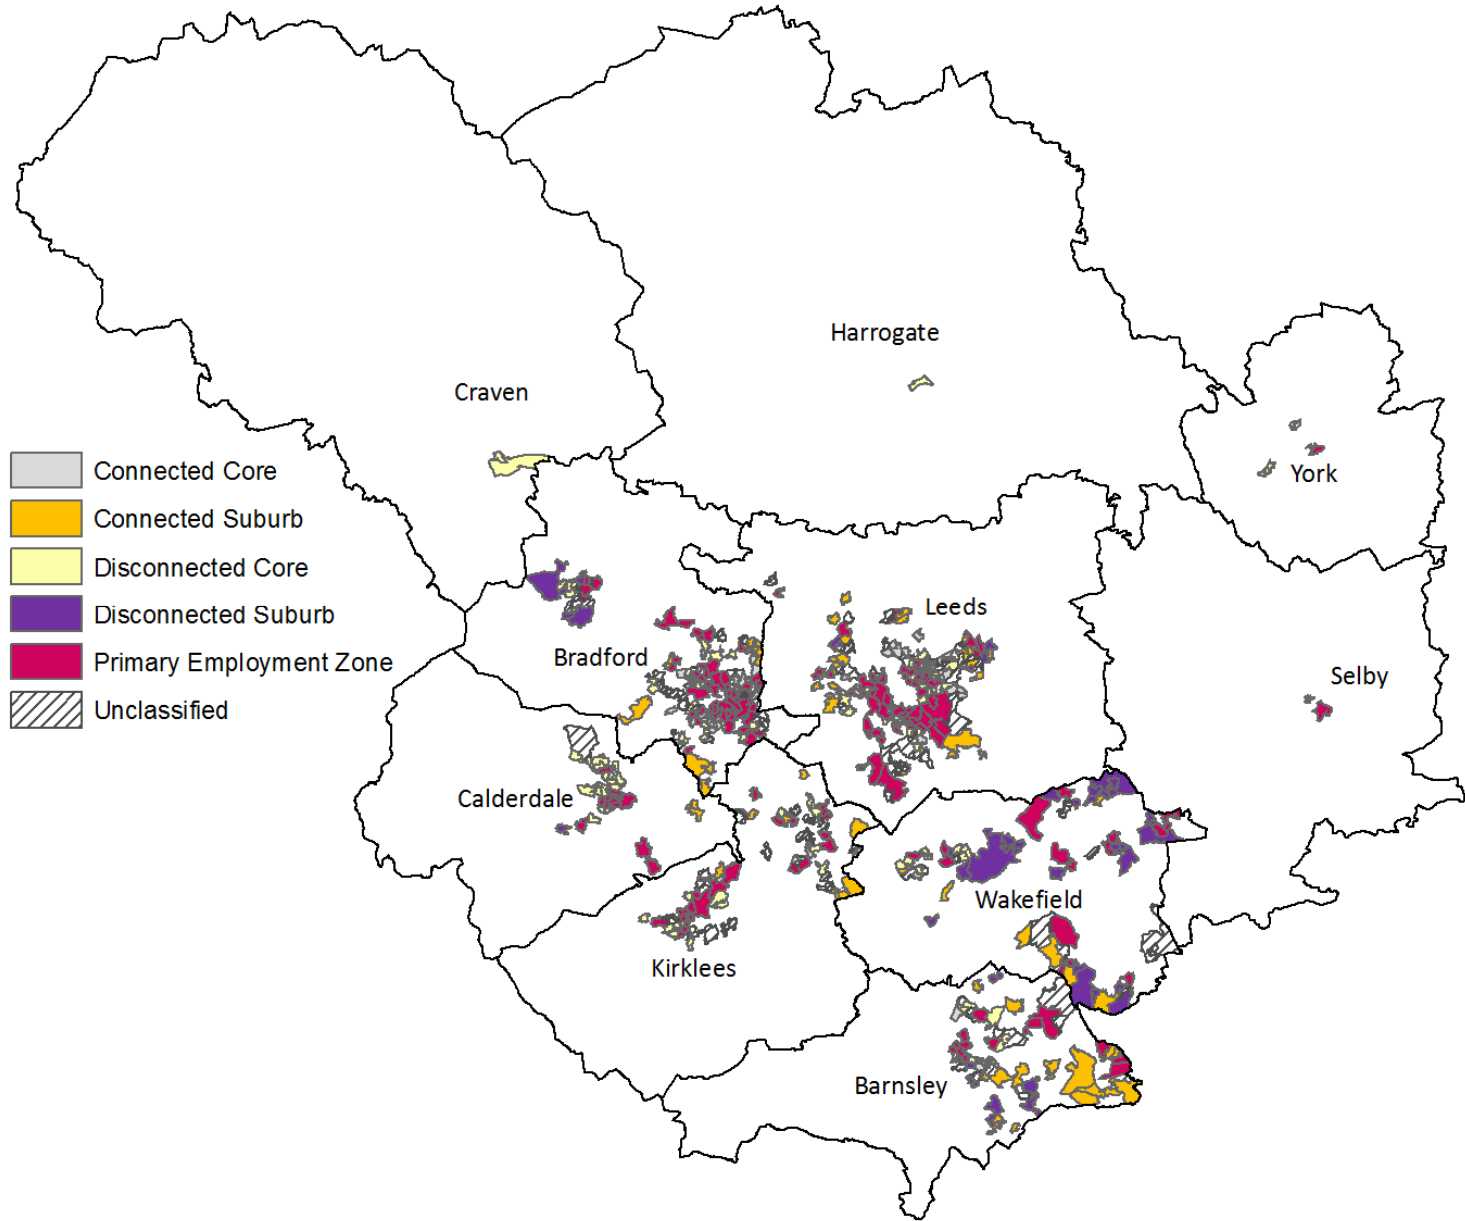 Harrogate
Craven
Connected Core
Connected Suburb
Disconnected Core
Disconnected Suburb
Primary Employment Zone
Unclassified
York
Leeds
Bradford
Selby
Calderdale
Wakefield
Kirklees
Barnsley